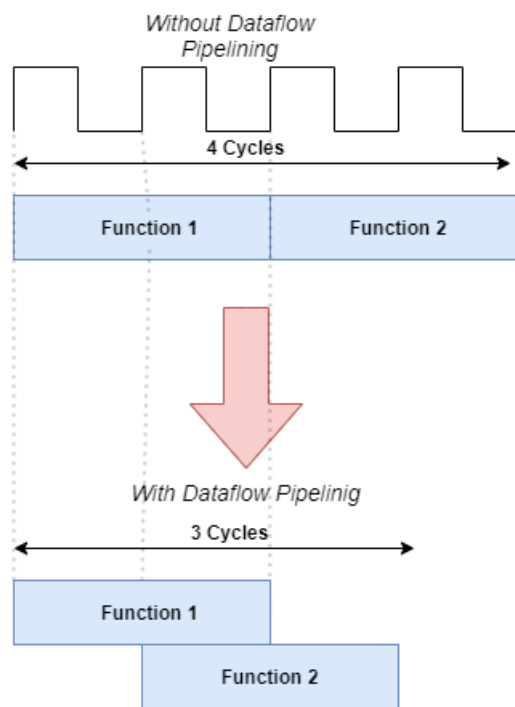 Without Dataflow
Pipelining
4 Cycles
Function 1
Function 2
With Dataflow Pipelinig
3 Cycles
Function 1
Function 2